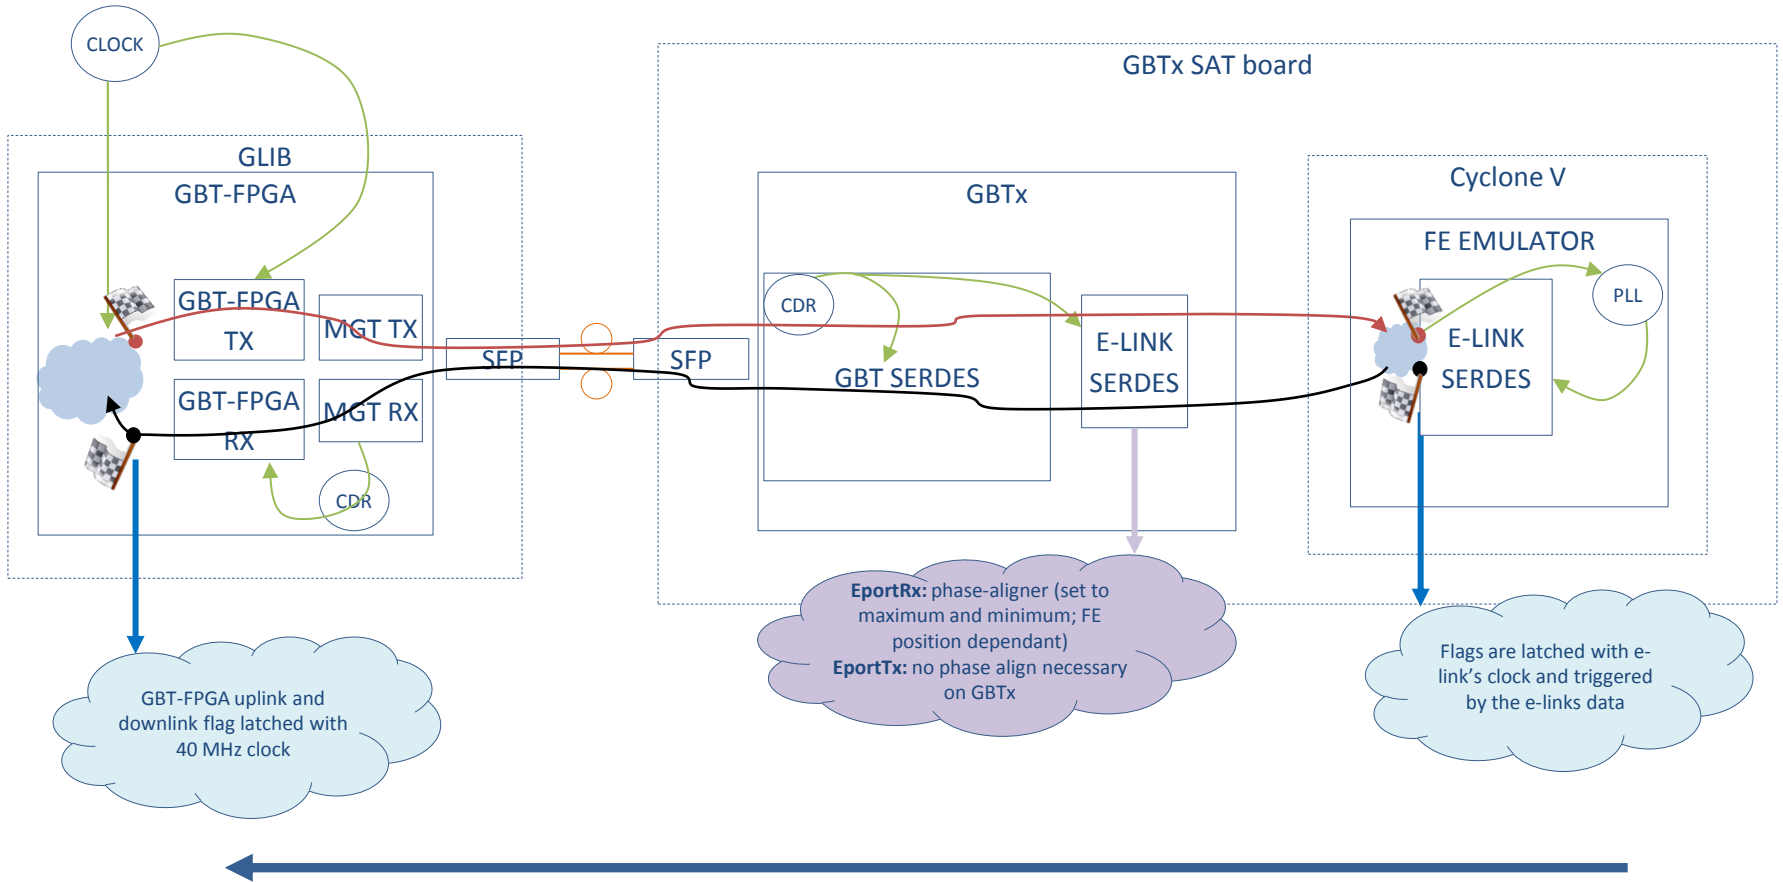 CLOCK
GBTx SAT board
GLIB
GBT-FPGA
GBT-FPGA
TX
MGT TX
GBT-FPGA
RX
MGT RX
CDR
SFP
SFP
GBTx
CDR
GBT SERDES
E-LINK
SERDES
Cyclone V
FE EMULATOR
PLL
E-LINK
SERDES
GBT-FPGA uplink and
downlink flag latched with
40 MHz clock
EportRx: phase-aligner (set to
maximum and minimum; FE
position dependant)
EportTx: no phase align necessary
on GBTx
Flags are latched with e-
link's clock and triggered
by the e-links data